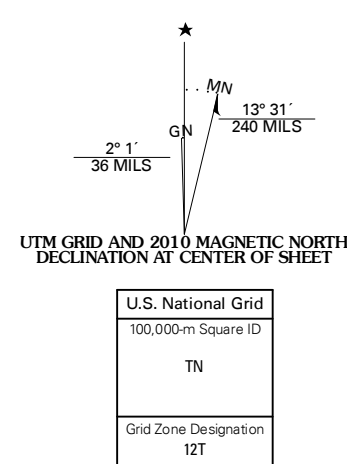 MN
GN
13° 31´
240 MILS
2° 1´
36 MILS
UTM GRID AND 2010 MAGNETIC NORTH
DECLINATION AT CENTER OF SHEET
U.S. National Grid
100,000-m Square ID
TN
Grid Zone Designation
12T